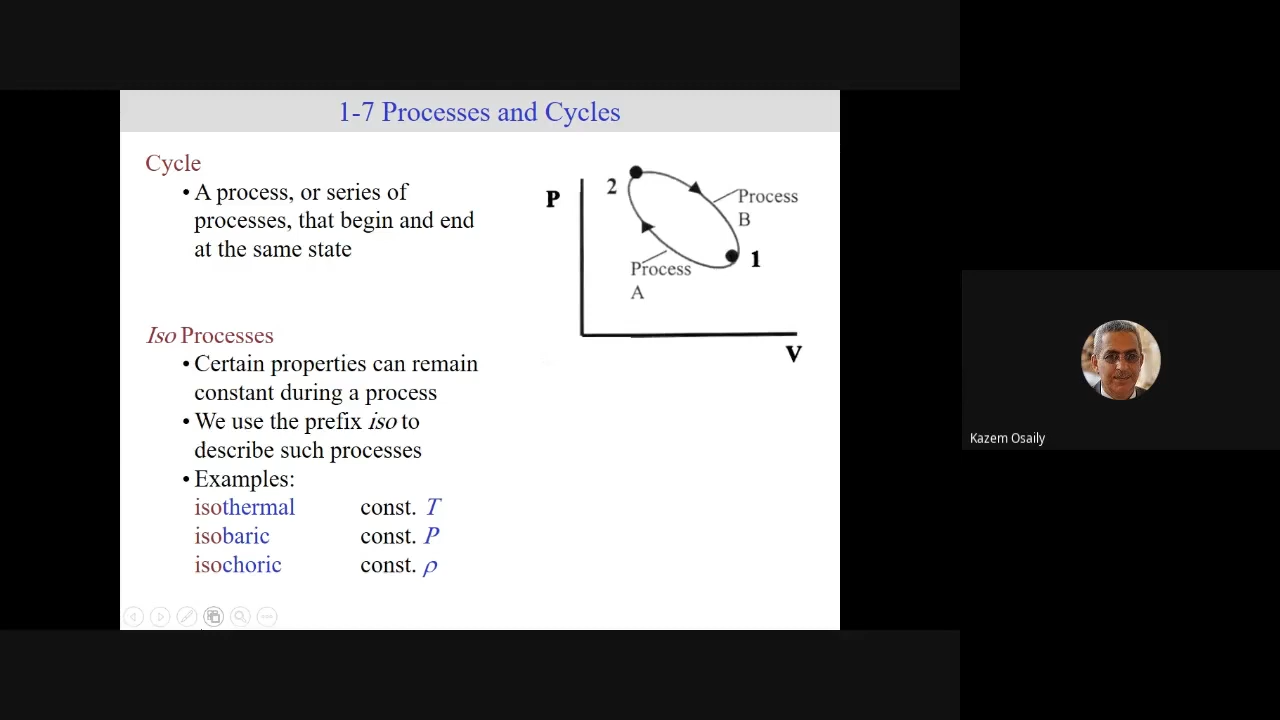 1-7 Processes and Cycles
Cycle
• A process, or series of
processes, that begin and end
at the same state
P
2
Process
B
1
Process
A
V
Iso Processes
• Certain properties can remain
constant during a process
• We use the prefix iso to
describe such processes
• Examples:
isothermal const. T
isobaric const. P
isochoric const. ρ
Kazem Osaily